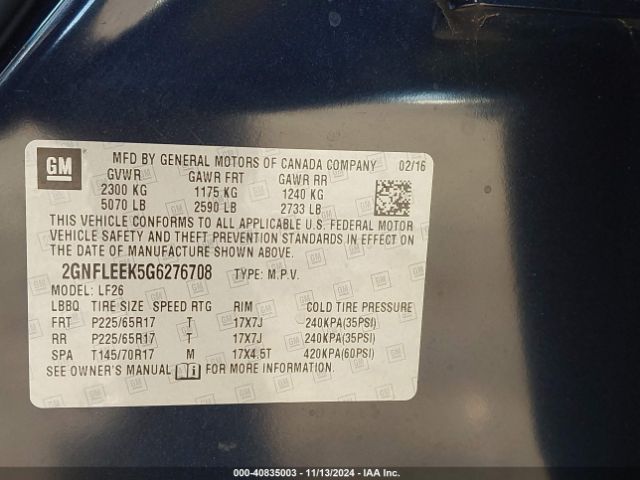 GM
MFD BY GENERAL MOTORS OF CANADA COMPANY 02/16
GVWR GAWR FRT GAWR RR
2300 KG 1175 KG 1240 KG
5070 LB 2590 LB 2733 LB
THIS VEHICLE CONFORMS TO ALL APPLICABLE U.S. FEDERAL MOTOR
VEHICLE SAFETY AND THEFT PREVENTION STANDARDS IN EFFECT ON THE
DATE OF MANUFACTURE SHOWN ABOVE.
2GNFLEEK5G6276708 TYPE: M.P.V.
MODEL: LF26
LBBQ TIRE SIZE SPEED RTG RIM COLD TIRE PRESSURE
FRT P225/65R17 T 17X7J 240KPA(35PSI)
RR P225/65R17 T 17X7J 240KPA(35PSI)
SPA T145/70R17 M 17X4.5T 420KPA(60PSI)
SEE OWNER'S MANUAL i FOR MORE INFORMATION.
000-40835003 - 11/13/2024 - IAA Inc.